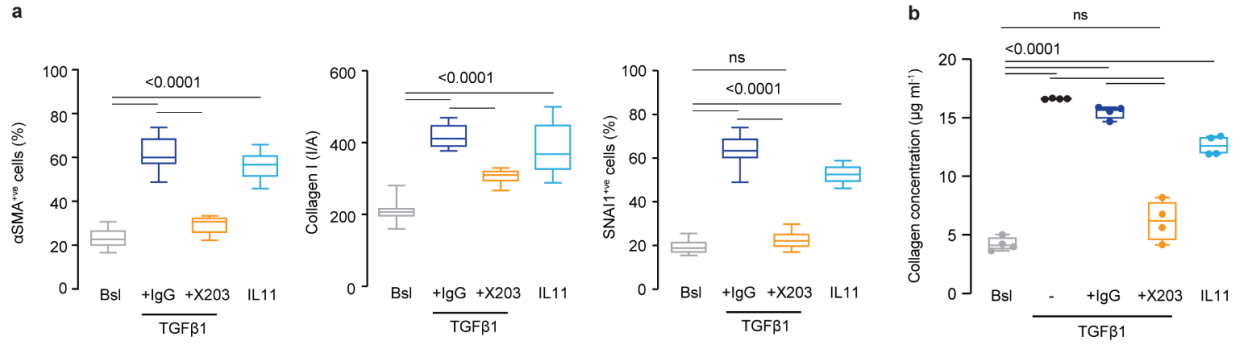 a
αSMA+ve cells (%)
100
80
60
40
20
0
<0.0001
Bsl +IgG +X203 IL11
TGFβ1
Collagen I (I/A)
600
400
200
0
<0.0001
Bsl +IgG +X203 IL11
TGFβ1
SNAI1+ve cells (%)
100
80
60
40
20
0
ns
<0.0001
Bsl +IgG +X203 IL11
TGFβ1
b
Collagen concentration (µg ml-1)
20
15
10
5
0
ns
<0.0001
Bsl - +IgG +X203 IL11
TGFβ1